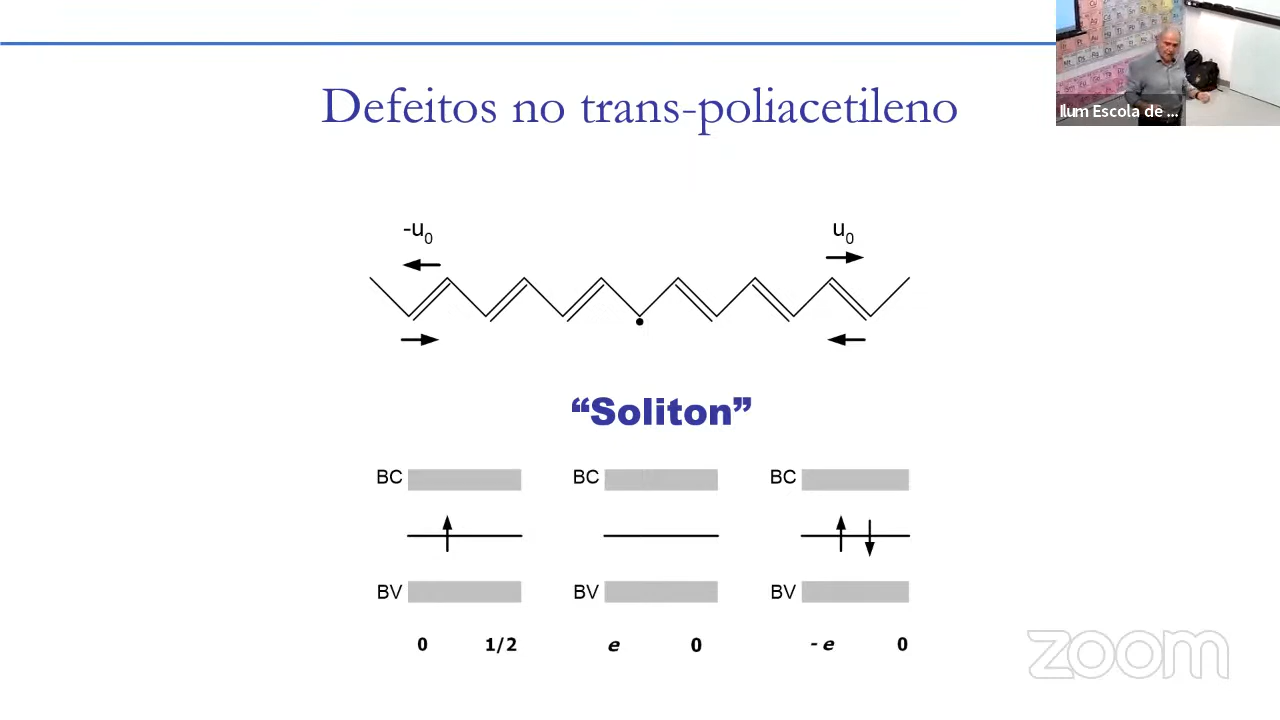 Ilum Escola de ...
Defeitos no trans-poliacetileno
-u0
u0
“Soliton”
BC BC BC
BV BV BV
0 1/2 e 0 - e 0
zoom